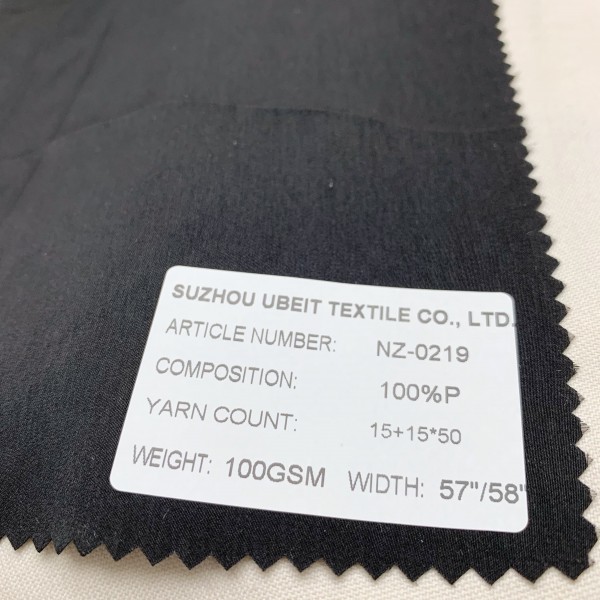 SUZHOU UBEIT TEXTILE CO., LTD.
ARTICLE NUMBER: NZ-0219
COMPOSITION: 100%P
YARN COUNT: 15+15*50
WEIGHT: 100GSM WIDTH: 57"/58"